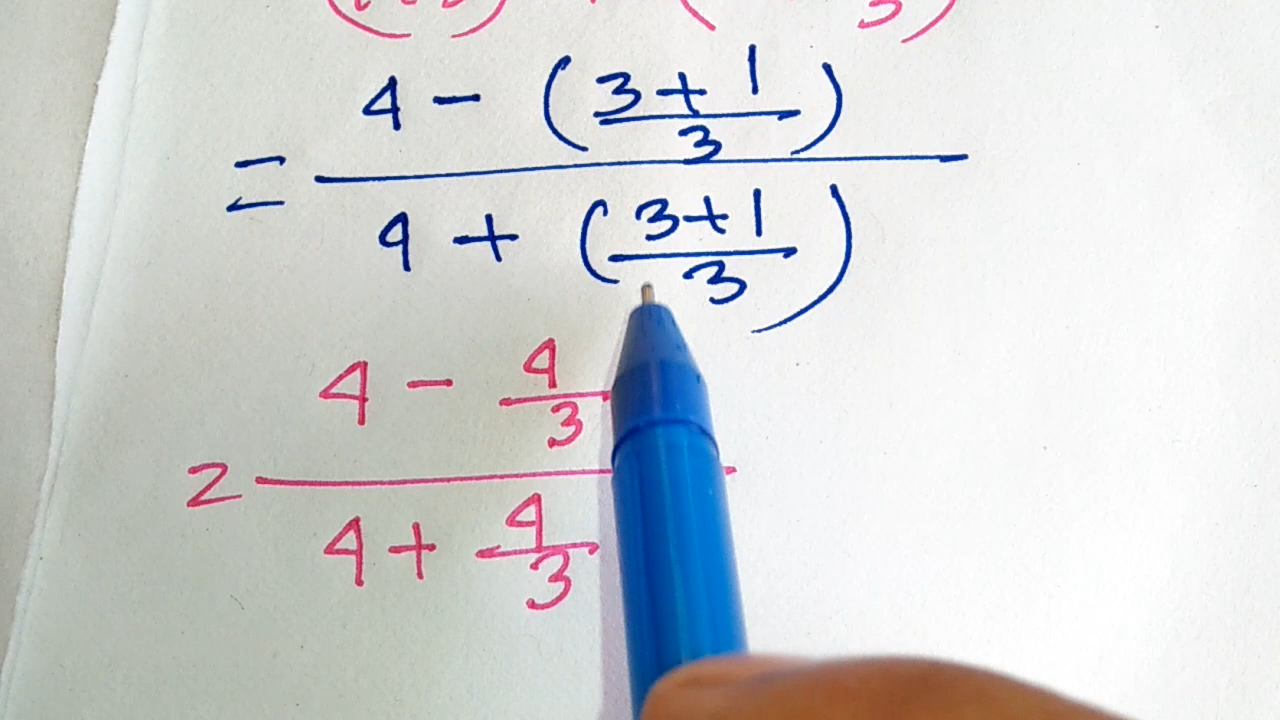 4 - (3+1/3)
=
4 + (3+1/3)
4 - 4/3
=
4 + 4/3